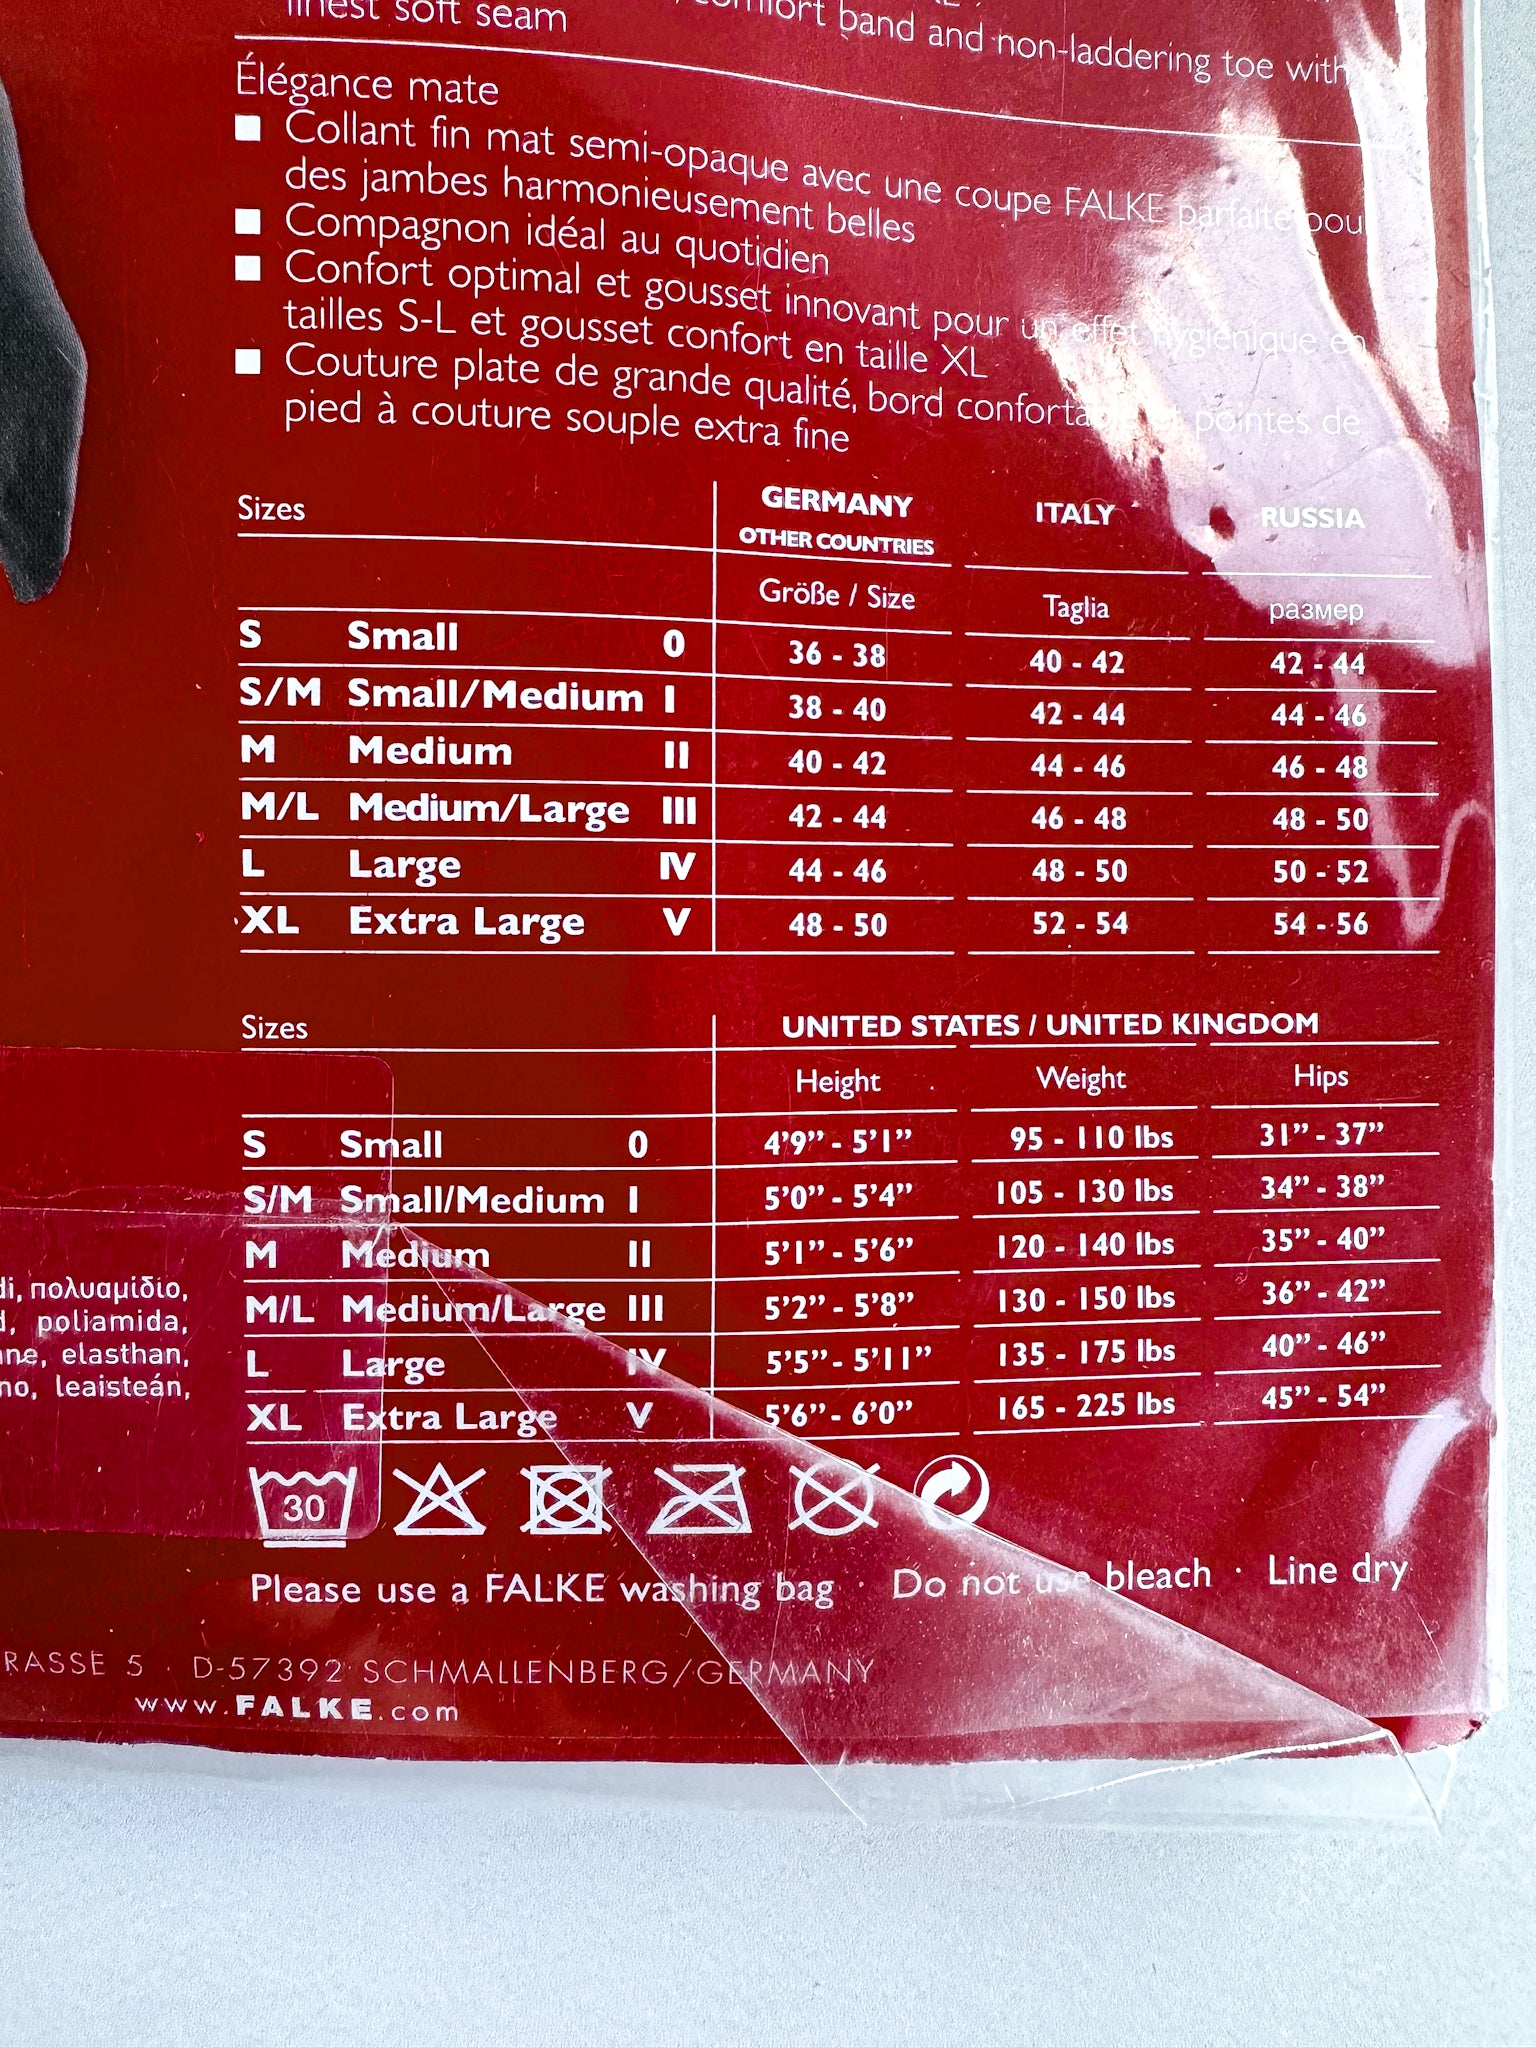 finest soft seam
comfort band and non-laddering toe with
Élégance mate
■ Collant fin mat semi-opaque avec une coupe FALKE parfaite pou
des jambes harmonieusement belles
■ Compagnon idéal au quotidien
■ Confort optimal et gousset innovant pour un effet hygiénique en
tailles S-L et gousset confort en taille XL
■ Couture plate de grande qualité, bord et pointes de
pied à couture souple extra fine
Sizes GERMANY ITALY RUSSIA
OTHER COUNTRIES
Größe / Size Taglia размер
S Small 0 36 - 38 40 - 42 42 - 44
S/M Small/Medium I 38 - 40 42 - 44 44 - 46
M Medium II 40 - 42 44 - 46 46 - 48
M/L Medium/Large III 42 - 44 46 - 48 48 - 50
L Large IV 44 - 46 48 - 50 50 - 52
XL Extra Large V 48 - 50 52 - 54 54 - 56
Sizes UNITED STATES / UNITED KINGDOM
Height Weight Hips
S Small 0 4’9” - 5’1” 95 - 110 lbs 31” - 37”
S/M Small/Medium I 5’0” - 5’4” 105 - 130 lbs 34” - 38”
M Medium II 5’1” - 5’6” 120 - 140 lbs 35” - 40”
M/L Medium/Large III 5’2” - 5’8” 130 - 150 lbs 36” - 42”
L Large IV 5’5” - 5’11” 135 - 175 lbs 40” - 46”
XL Extra Large V 5’6” - 6’0” 165 - 225 lbs 45” - 54”
di, πολυαμίδιο,
poliamida,
elasthan,
leaisteán,
30
Please use a FALKE washing bag · Do not use bleach · Line dry
RASSE 5 · D-57392 SCHMALLENBERG/GERMANY
www.FALKE.com